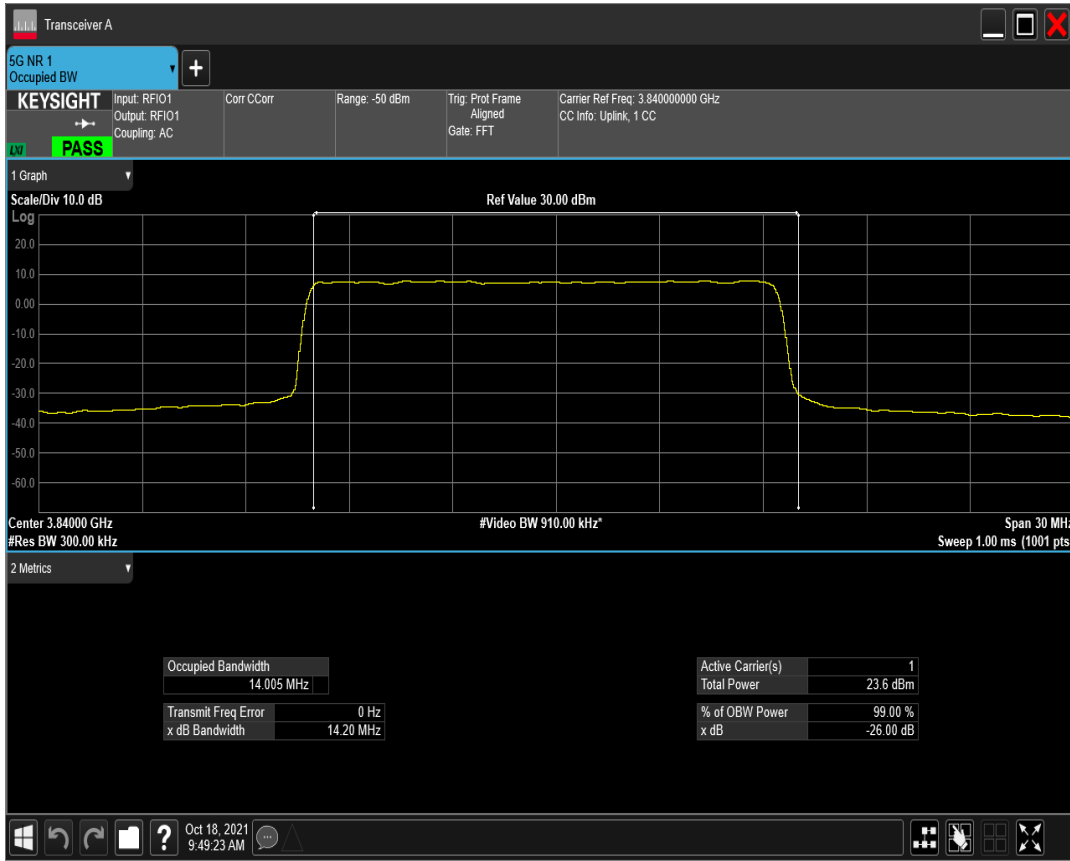 Transceiver A
5G NR 1
Occupied BW
+
KEYSIGHT
LXI
PASS
Input: RFIO1
Output: RFIO1
Coupling: AC
Corr CCorr
Range: -50 dBm
Trig: Prot Frame
Aligned
Gate: FFT
Carrier Ref Freq: 3.840000000 GHz
CC Info: Uplink, 1 CC
1 Graph
Scale/Div 10.0 dB
Ref Value 30.00 dBm
Log
20.0
10.0
0.00
-10.0
-20.0
-30.0
-40.0
-50.0
-60.0
Center 3.84000 GHz
#Video BW 910.00 kHz*
Span 30 MHz
#Res BW 300.00 kHz
Sweep 1.00 ms (1001 pts
2 Metrics
Occupied Bandwidth
14.005 MHz
Transmit Freq Error 0 Hz
x dB Bandwidth 14.20 MHz
Active Carrier(s) 1
Total Power 23.6 dBm
% of OBW Power 99.00 %
x dB -26.00 dB
?
Oct 18, 2021
9:49:23 AM